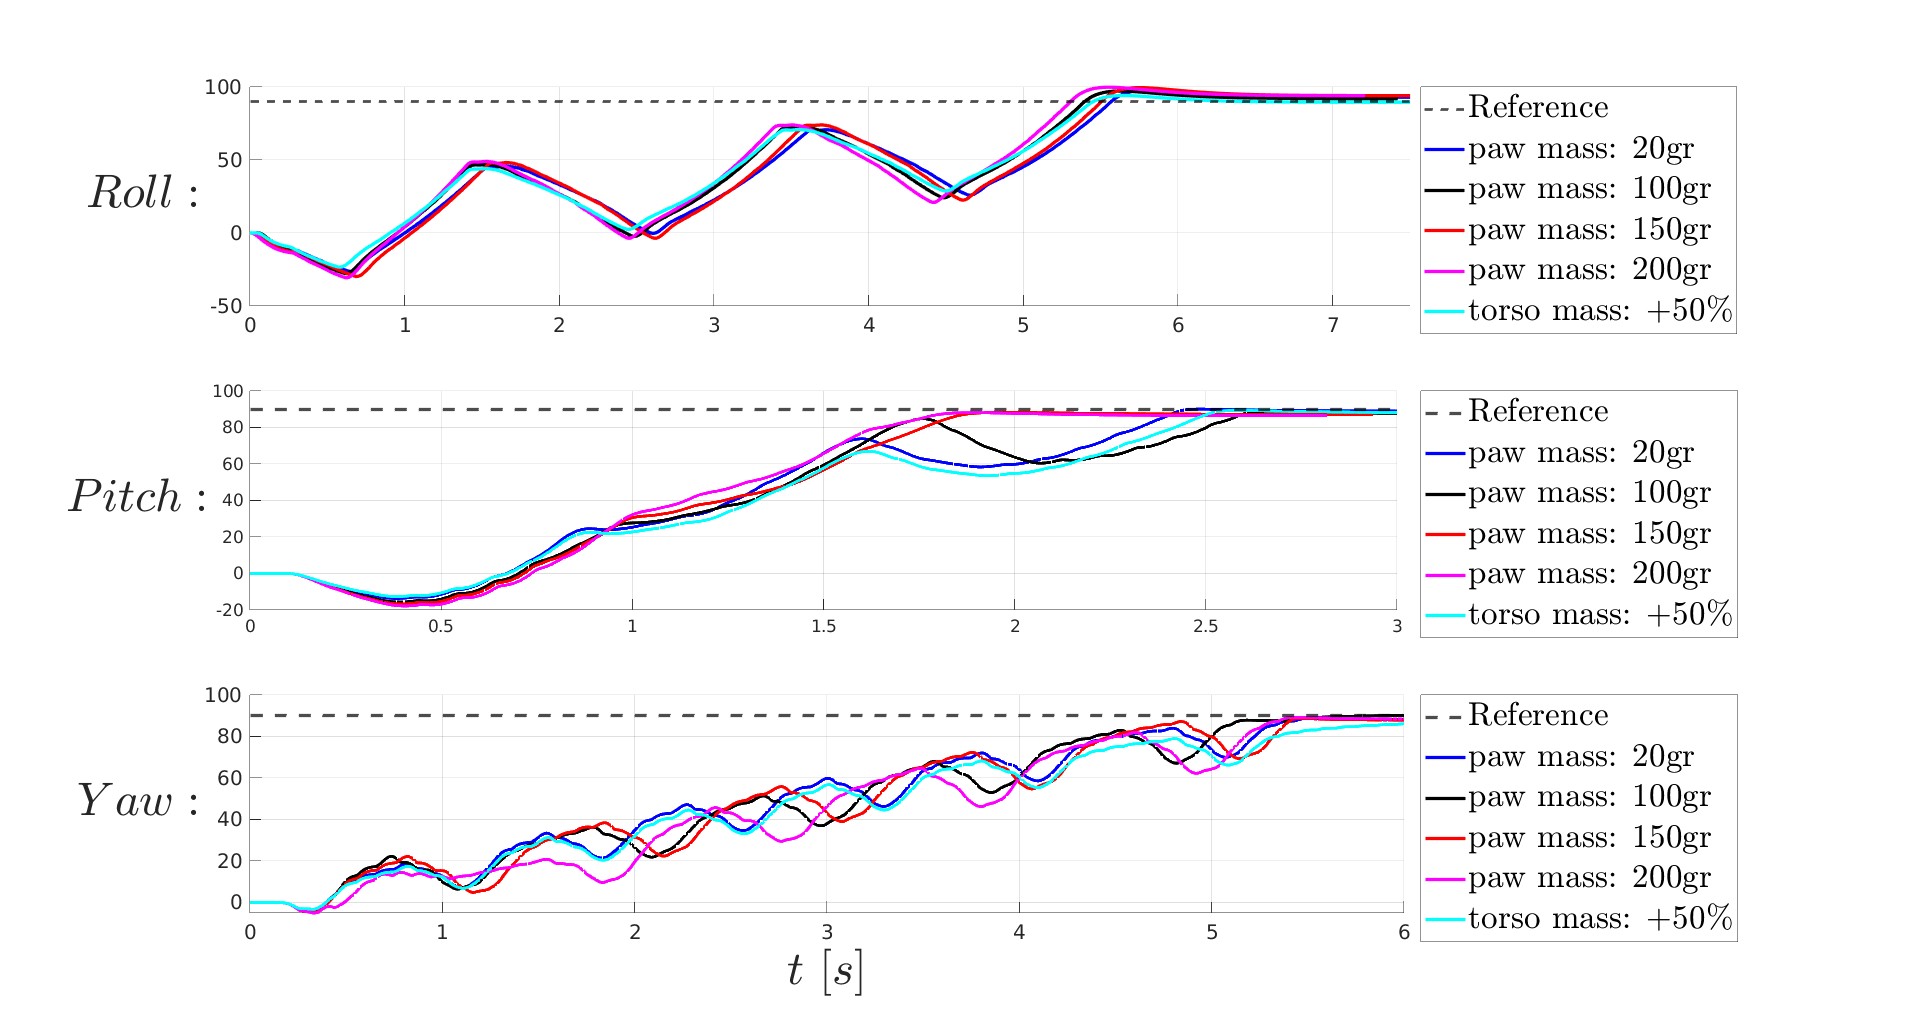 Roll :
100
50
0
-50
0 1 2 3 4 5 6 7
Reference
paw mass: 20gr
paw mass: 100gr
paw mass: 150gr
paw mass: 200gr
torso mass: +50%
Pitch :
100
80
60
40
20
0
-20
0 0.5 1 1.5 2 2.5 3
Reference
paw mass: 20gr
paw mass: 100gr
paw mass: 150gr
paw mass: 200gr
torso mass: +50%
Yaw :
100
80
60
40
20
0
0 1 2 3 4 5 6
t [s]
Reference
paw mass: 20gr
paw mass: 100gr
paw mass: 150gr
paw mass: 200gr
torso mass: +50%